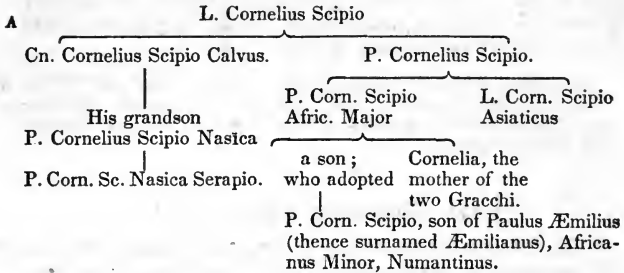 A
L. Cornelius Scipio
Cn. Cornelius Scipio Calvus. P. Cornelius Scipio.
P. Corn. Scipio L. Corn. Scipio
His grandson Afric. Major Asiaticus
P. Cornelius Scipio Nasica
a son; Cornelia, the
P. Corn. Sc. Nasica Serapio. who adopted mother of the
two Gracchi.
P. Corn. Scipio, son of Paulus Æmilius
(thence surnamed Æmilianus), Africa-
nus Minor, Numantinus.